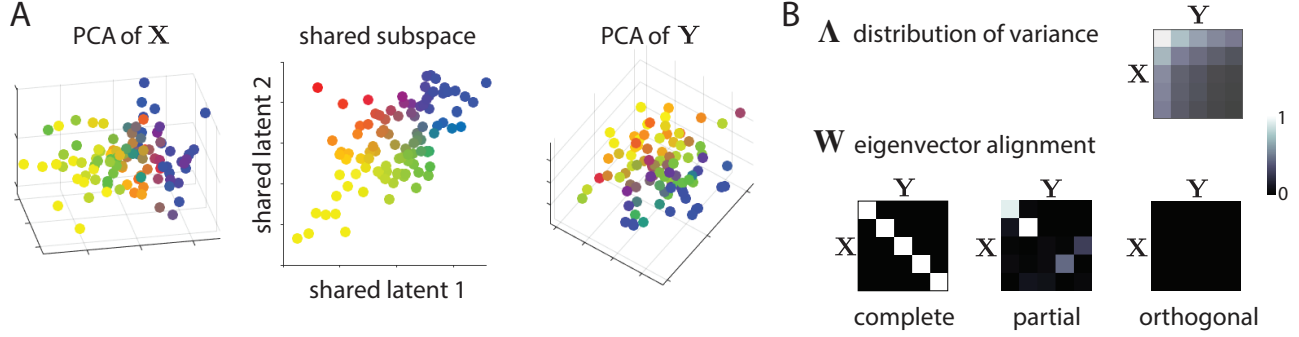 A
PCA of X
shared subspace
PCA of Y
shared latent 2
shared latent 1
B
Λ distribution of variance
Y
X
1
0
W eigenvector alignment
Y
Y
Y
X
X
X
complete
partial
orthogonal